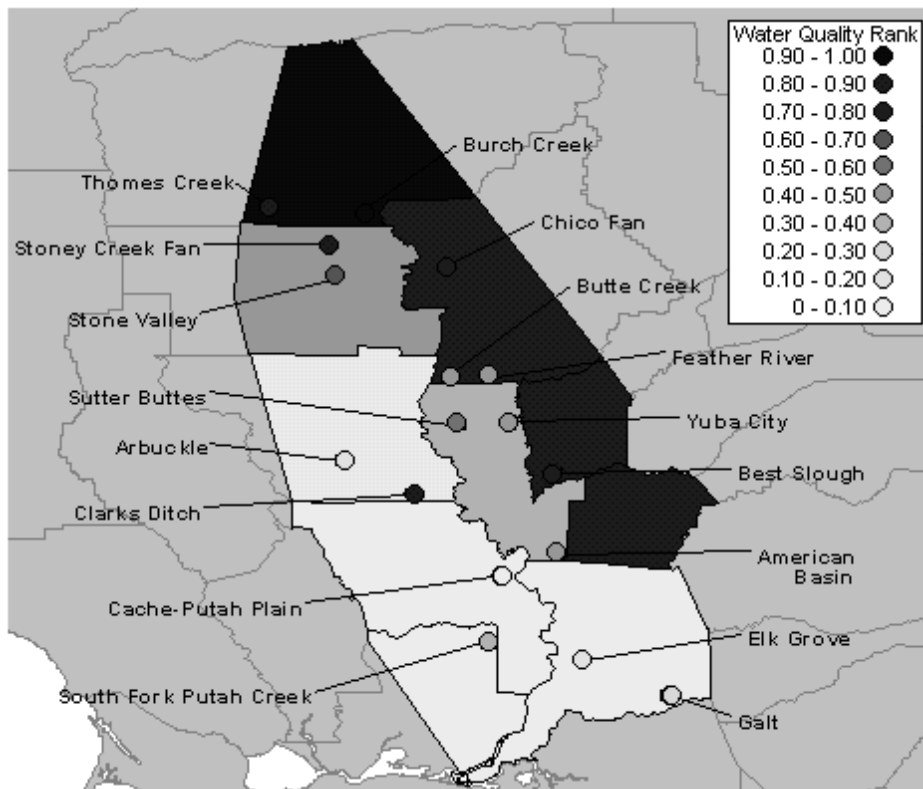 Water Quality Rank
0.90 - 1.00
0.80 - 0.90
0.70 - 0.80
0.60 - 0.70
0.50 - 0.60
0.40 - 0.50
0.30 - 0.40
0.20 - 0.30
0.10 - 0.20
0 - 0.10
Burch Creek
Thomes Creek
Chico Fan
Stoney Creek Fan
Butte Creek
Stone Valley
Feather River
Sutter Buttes
Yuba City
Arbuckle
Best Slough
Clarks Ditch
American
Basin
Cache-Putah Plain
Elk Grove
South Fork Putah Creek
Galt